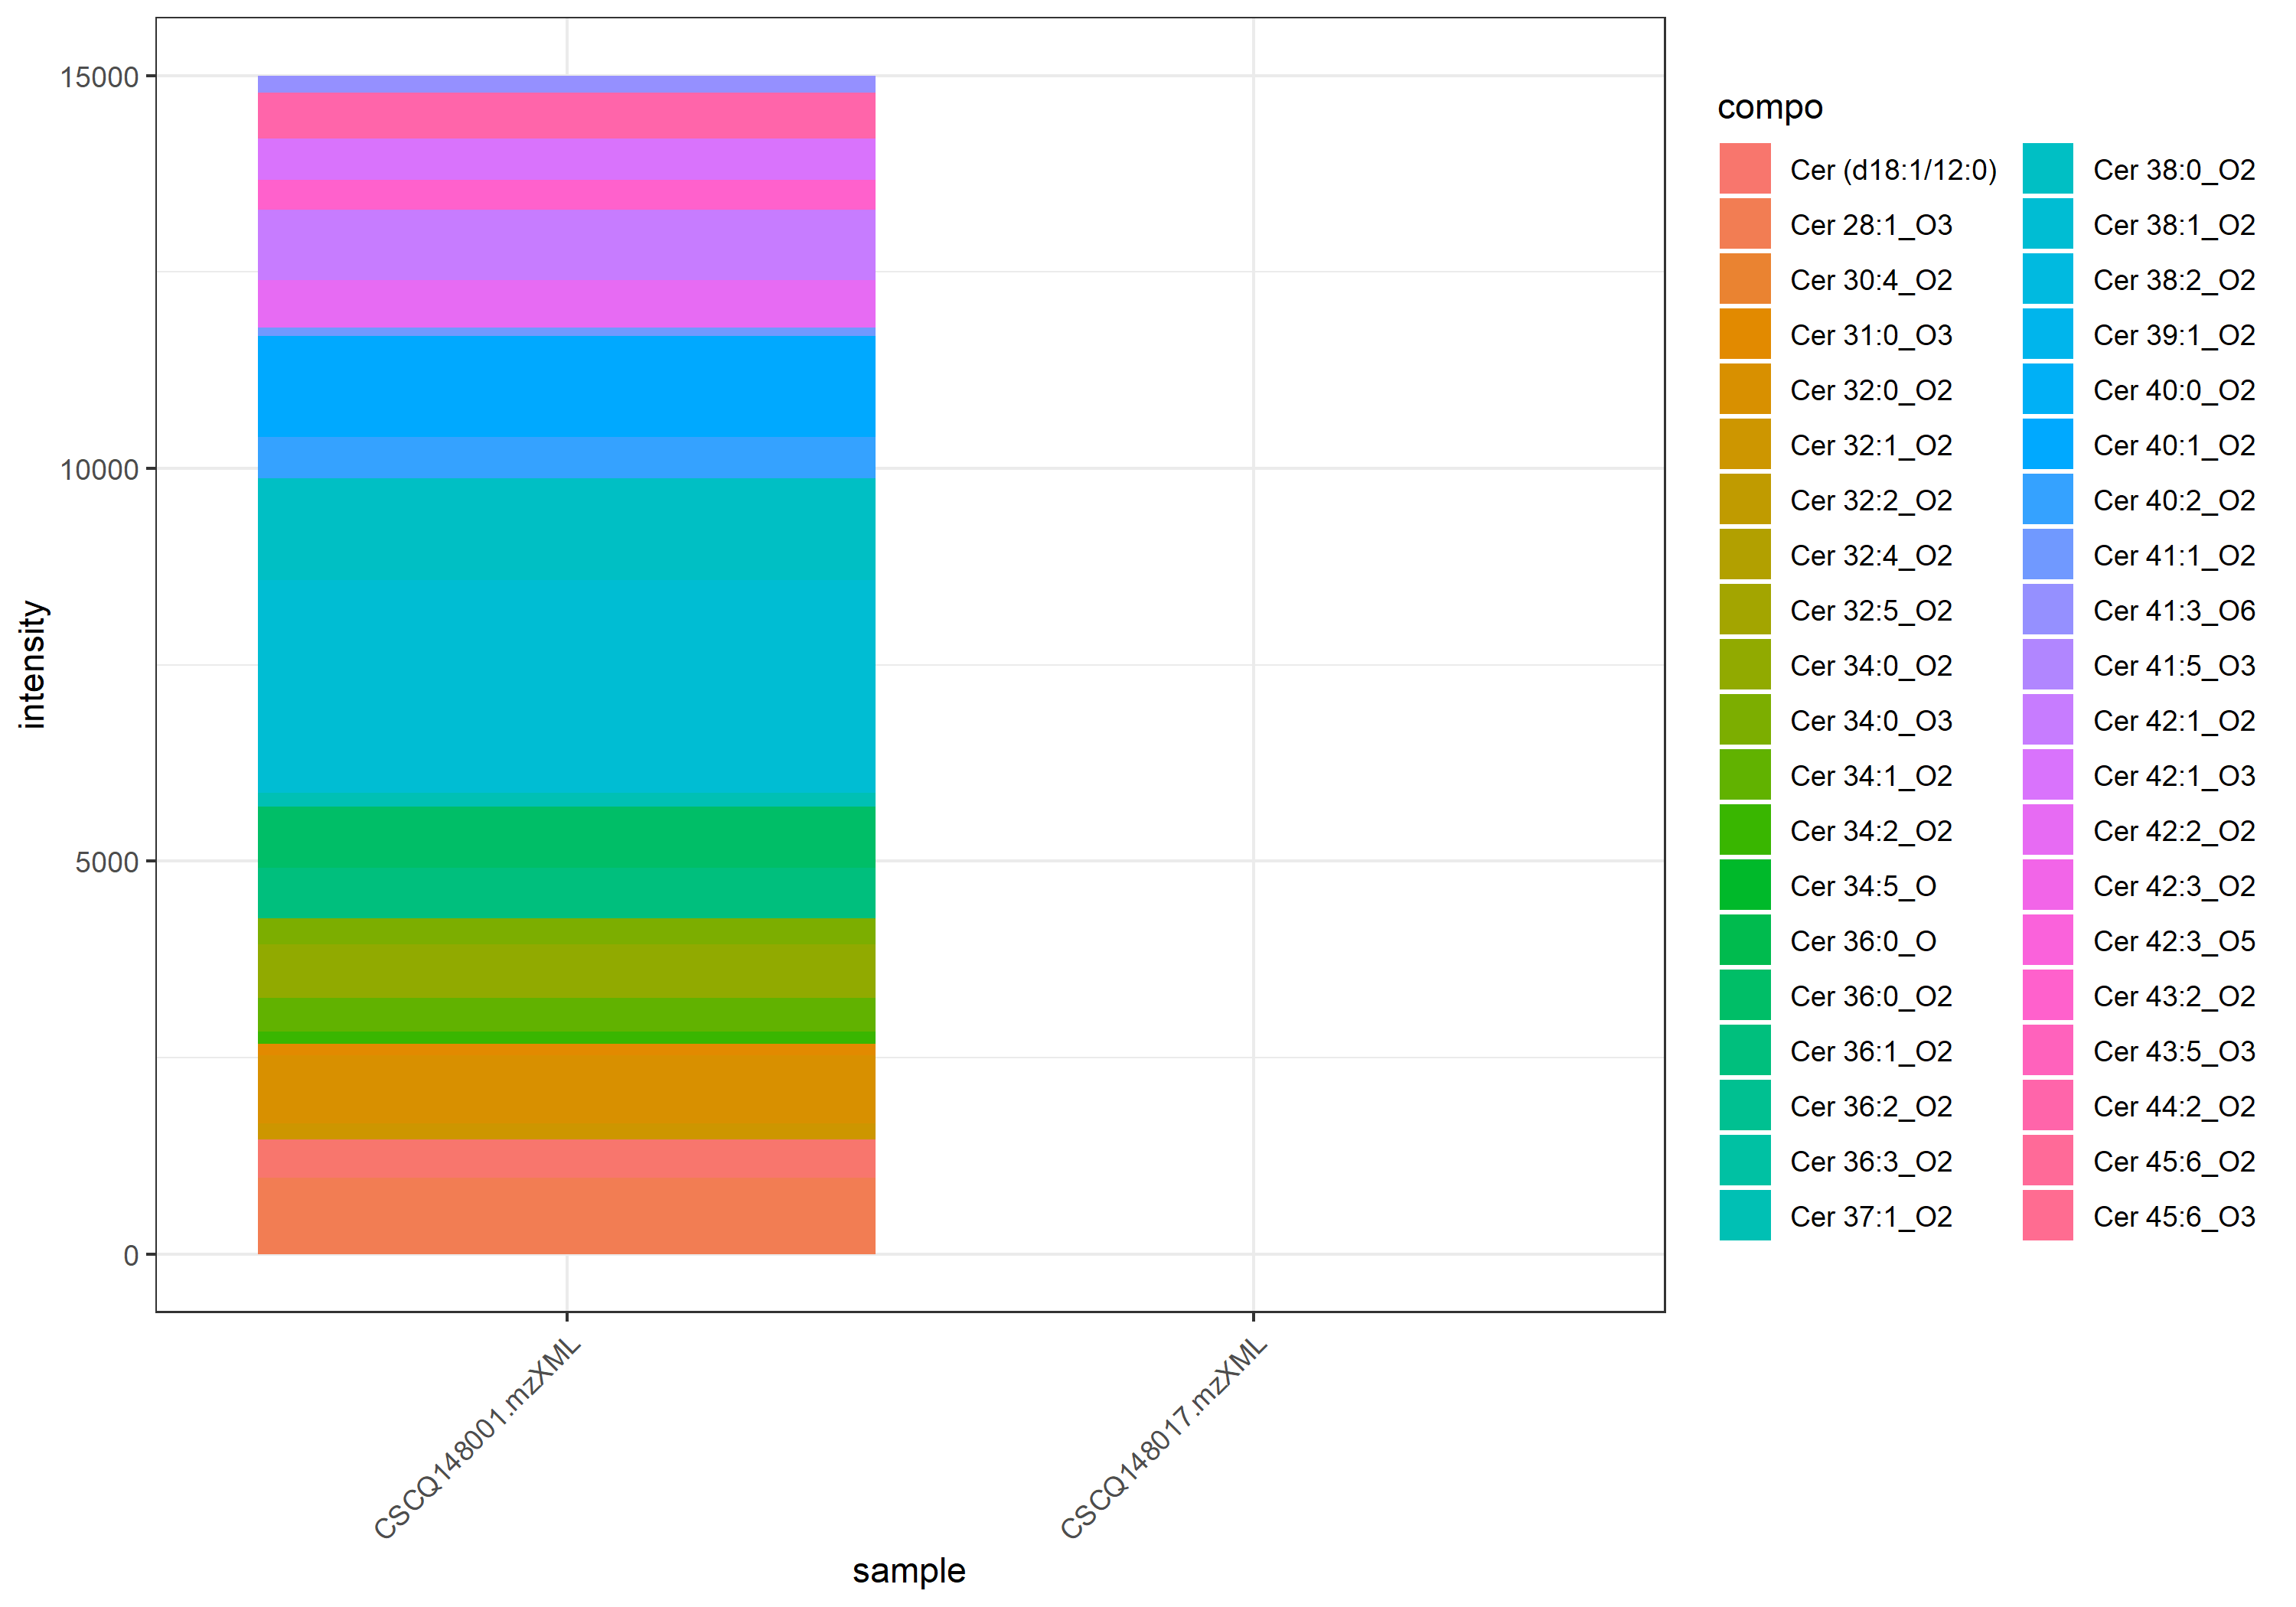 15000
10000
5000
0
intensity
CSCQ148001.mzXML
CSCQ148017.mzXML
sample
compo
Cer (d18:1/12:0)
Cer 28:1_O3
Cer 30:4_O2
Cer 31:0_O3
Cer 32:0_O2
Cer 32:1_O2
Cer 32:2_O2
Cer 32:4_O2
Cer 32:5_O2
Cer 34:0_O2
Cer 34:0_O3
Cer 34:1_O2
Cer 34:2_O2
Cer 34:5_O
Cer 36:0_O
Cer 36:0_O2
Cer 36:1_O2
Cer 36:2_O2
Cer 36:3_O2
Cer 37:1_O2
Cer 38:0_O2
Cer 38:1_O2
Cer 38:2_O2
Cer 39:1_O2
Cer 40:0_O2
Cer 40:1_O2
Cer 40:2_O2
Cer 41:1_O2
Cer 41:3_O6
Cer 41:5_O3
Cer 42:1_O2
Cer 42:1_O3
Cer 42:2_O2
Cer 42:3_O2
Cer 42:3_O5
Cer 43:2_O2
Cer 43:5_O3
Cer 44:2_O2
Cer 45:6_O2
Cer 45:6_O3